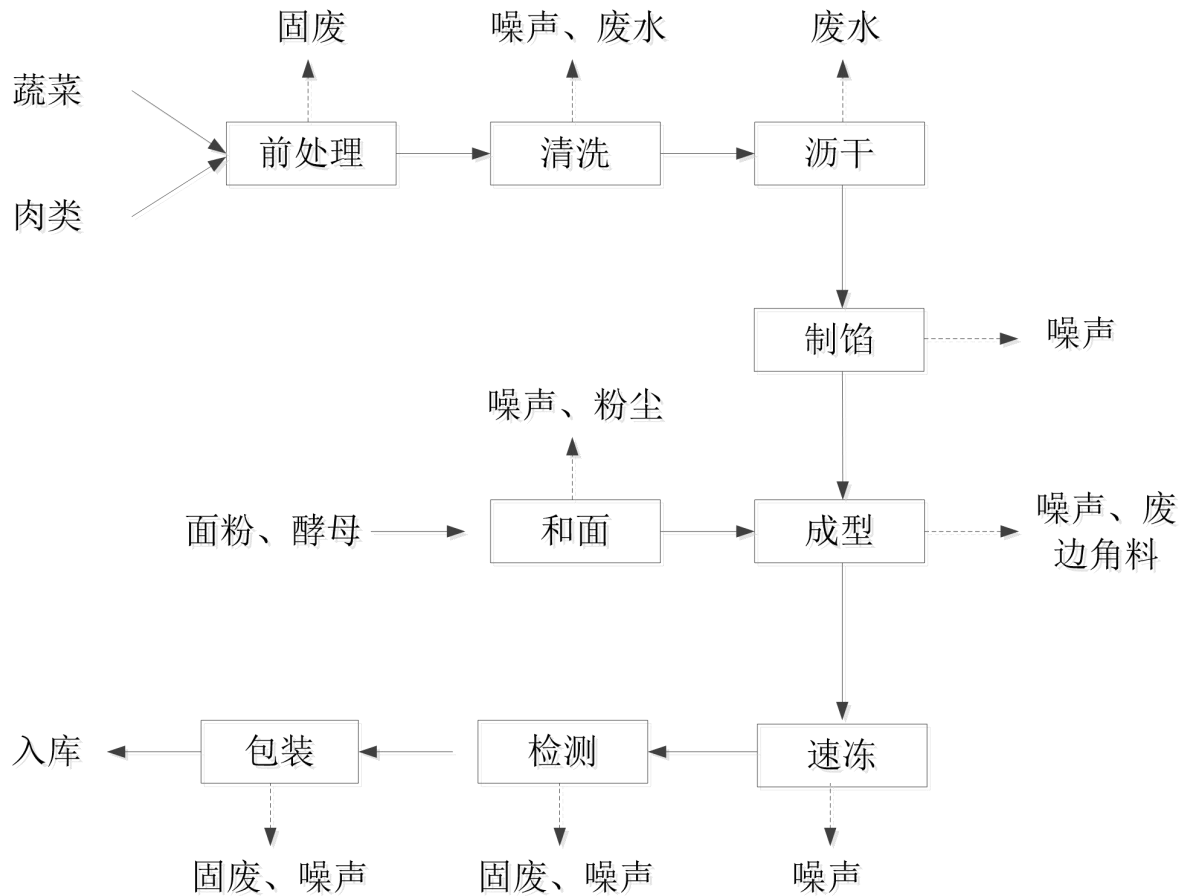 固废
噪声、废水
废水
蔬菜
前处理
清洗
沥干
肉类
制馅
噪声
噪声、粉尘
面粉、酵母
和面
成型
噪声、废
边角料
入库
包装
检测
速冻
固废、噪声
固废、噪声
噪声